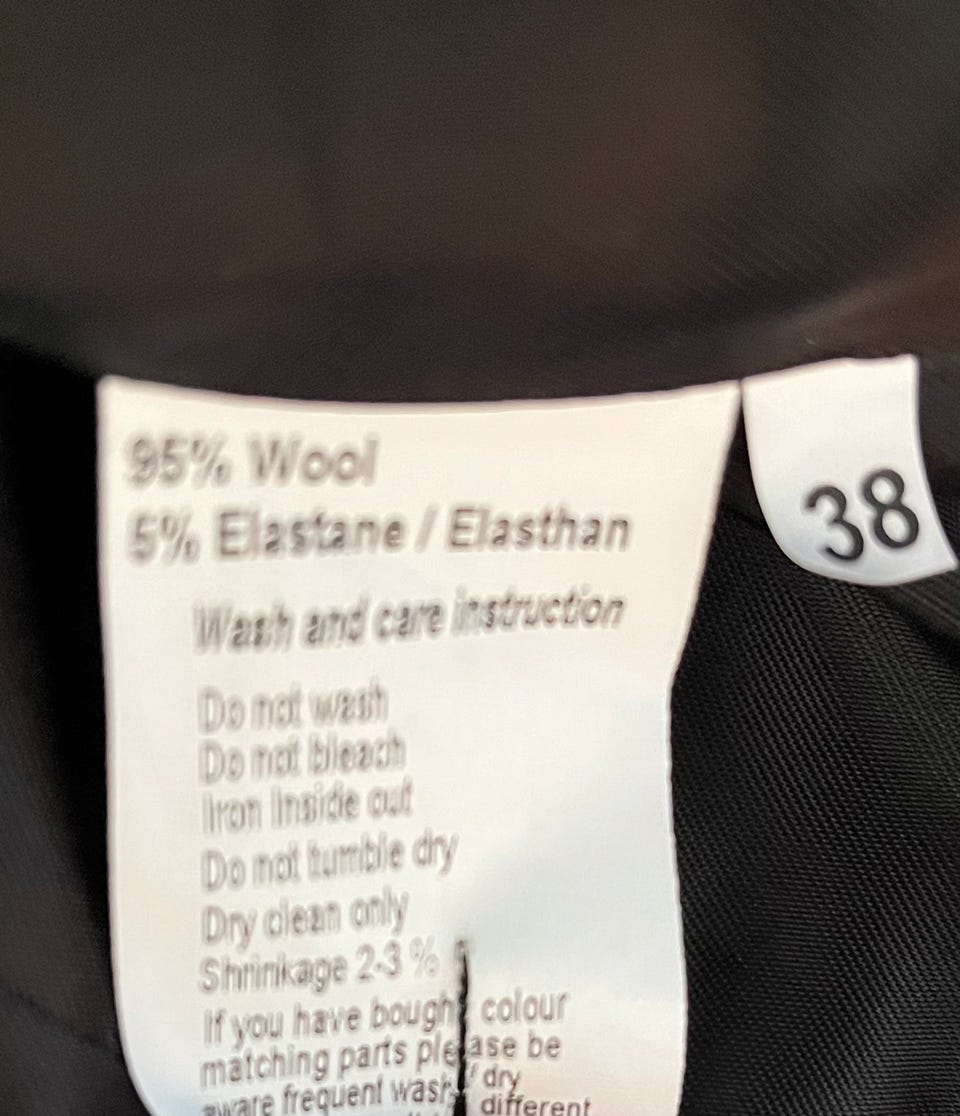 95% Wool
5% Elastane / Elasthan
Wash and care instruction
Do not wash
Do not bleach
Iron Inside out
Do not tumble dry
Dry clean only
Shrinkage 2-3 %
If you have bough colour
matching parts please be
aware frequent wash/ dry
different
38